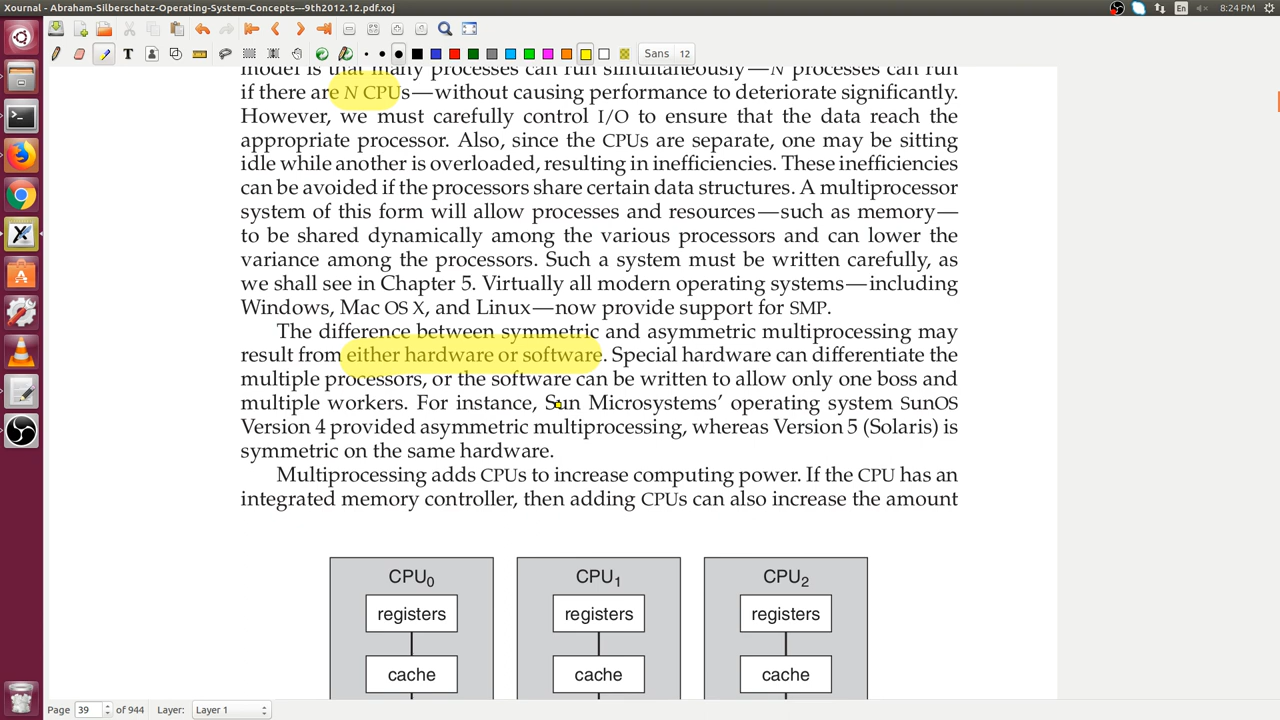 Xournal - Abraham-Silberschatz-Operating-System-Concepts---9th2012.12.pdf.xoj
En
8:24 PM
Sans 12
model is that many processes can run simultaneously—N processes can run
if there are N CPUs—without causing performance to deteriorate significantly.
However, we must carefully control I/O to ensure that the data reach the
appropriate processor. Also, since the CPUs are separate, one may be sitting
idle while another is overloaded, resulting in inefficiencies. These inefficiencies
can be avoided if the processors share certain data structures. A multiprocessor
system of this form will allow processes and resources—such as memory—
to be shared dynamically among the various processors and can lower the
variance among the processors. Such a system must be written carefully, as
we shall see in Chapter 5. Virtually all modern operating systems—including
Windows, Mac OS X, and Linux—now provide support for SMP.
The difference between symmetric and asymmetric multiprocessing may
result from either hardware or software. Special hardware can differentiate the
multiple processors, or the software can be written to allow only one boss and
multiple workers. For instance, Sun Microsystems’ operating system SunOS
Version 4 provided asymmetric multiprocessing, whereas Version 5 (Solaris) is
symmetric on the same hardware.
Multiprocessing adds CPUs to increase computing power. If the CPU has an
integrated memory controller, then adding CPUs can also increase the amount
CPU0 CPU1 CPU2
registers registers registers
cache cache cache
Page 39 of 944 Layer: Layer 1